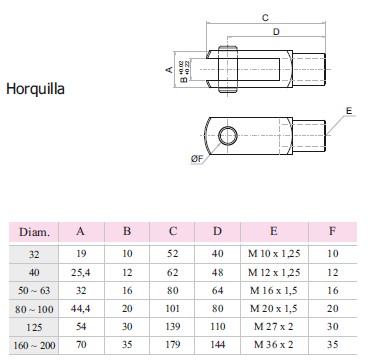 C
D
A
B
+0.02
+0.22
Horquilla
E
ØF
Diam. A B C D E F
32 19 10 52 40 M 10 x 1,25 10
40 25,4 12 62 48 M 12 x 1,25 12
50 ~ 63 32 16 80 64 M 16 x 1,5 16
80 ~ 100 44,4 20 101 80 M 20 x 1,5 20
125 54 30 139 110 M 27 x 2 30
160 ~ 200 70 35 179 144 M 36 x 2 35